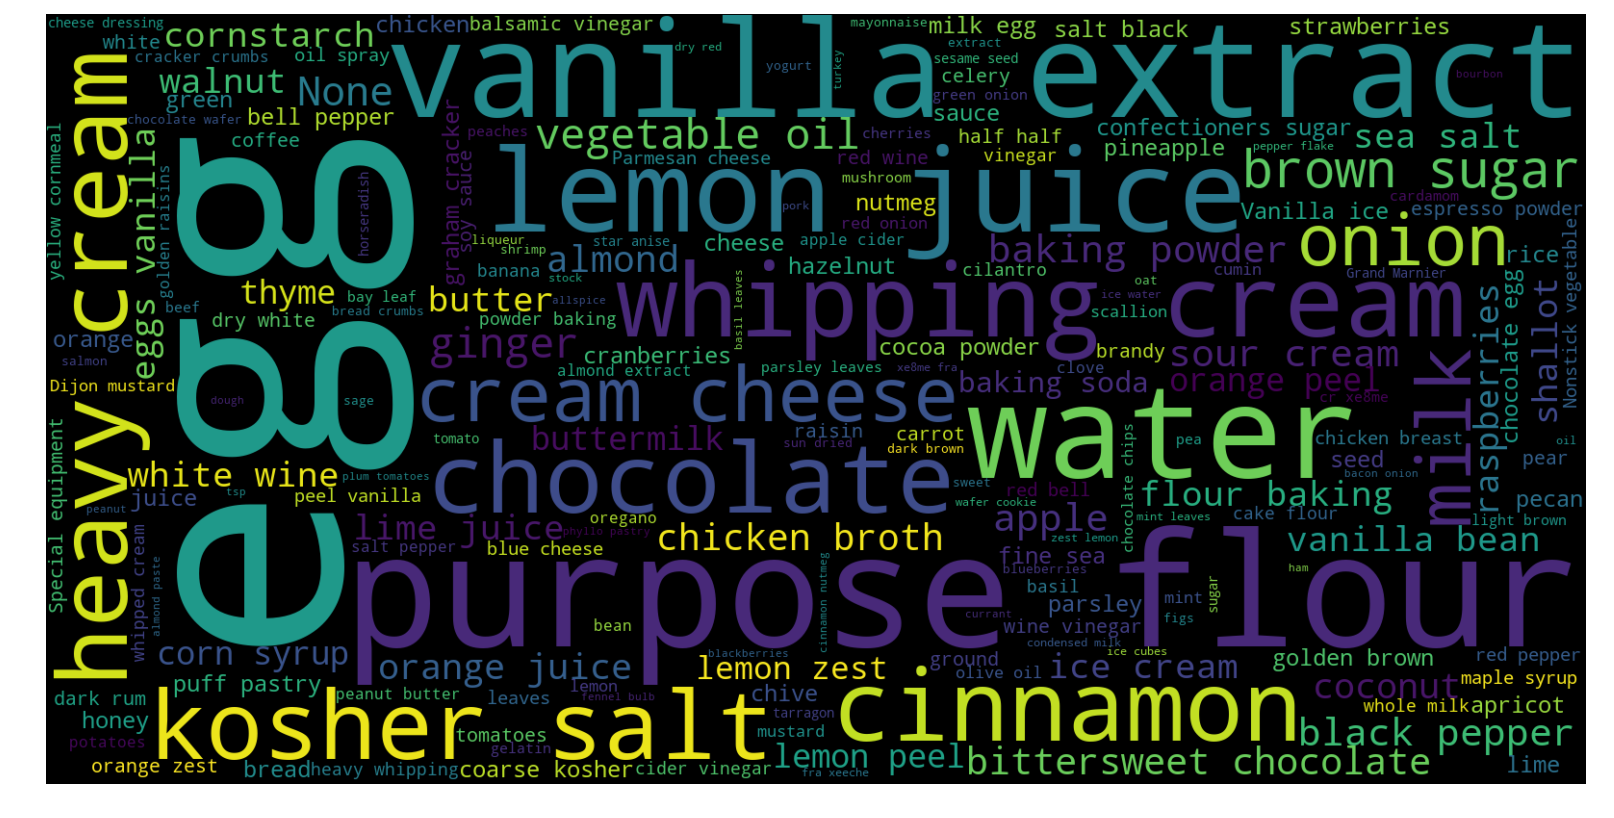 cheese dressing
white
cornstarch
chicken
balsamic vinegar
vanilla extract
mayonnaise
milk egg
salt black
strawberries
cracker crumbs
oil spray
dry red
yogurt
turkey
extract
sesame seed
celery
bourbon
walnut
None
green
chocolate wafer
bell pepper
green onion
sauce
coffee
heavy cream
yellow cornmeal
eggs vanilla
golden raisins
egg
horseradish
graham cracker
soy sauce
peaches
vegetable oil
cherries
half half
vinegar
confectioners sugar
pineapple
pepper flake
sea salt
Parmesan cheese
red wine
mushroom
lemon juice
brown sugar
nutmeg
pork
red onion
cardamom
Vanilla ice
espresso powder
liqueur
shrimp
star anise
cheese
apple cider
baking powder
onion
rice
almond
banana
stock
hazelnut
cilantro
cumin
Grand Marnier
thyme
bay leaf
bread crumbs
beef
butter
allspice
basil leaves
whipping cream
oat
ice water
scallion
dry white
powder baking
orange
salmon
ginger
cranberries
almond extract
cocoa powder
brandy
sour cream
parsley leaves
xe8me fra
clove
milk
raspberries
chocolate egg
shallot
Nonstick vegetable
Dijon mustard
dough
sage
cream cheese
baking soda
orange peel
cr xe8me
water
tomato
buttermilk
raisin
sun dried
carrot
dark brown
pea
chicken breast
bacon onion
seed
oil
pear
white wine
plum tomatoes
tsp
juice
peel vanilla
peanut
Special equipment
chocolate
sweet
wafer cookie
red bell
chocolate chips
flour baking
pecan
whipped cream
almond paste
lime juice
phyllo pastry
oregano
salt pepper
blue cheese
chicken broth
apple
fine sea
zest lemon
mint leaves
cake flour
light brown
vanilla bean
purpose flour
blueberries
basil
parsley
mint
figs
sugar
ham
currant
wine vinegar
bean
cinnamon nutmeg
corn syrup
orange juice
blackberries
lemon zest
condensed milk
ice cubes
ground
olive oil
ice cream
golden brown
red pepper
puff pastry
dark rum
honey
peanut butter
leaves
lemon
fennel bulb
chive
tarragon
coconut
maple syrup
whole milk
apricot
potatoes
kosher salt
tomatoes
gelatin
mustard
cinnamon
black pepper
orange zest
bread
heavy whipping
coarse kosher
cider vinegar
lemon peel
fra xeeche
bittersweet chocolate
lime